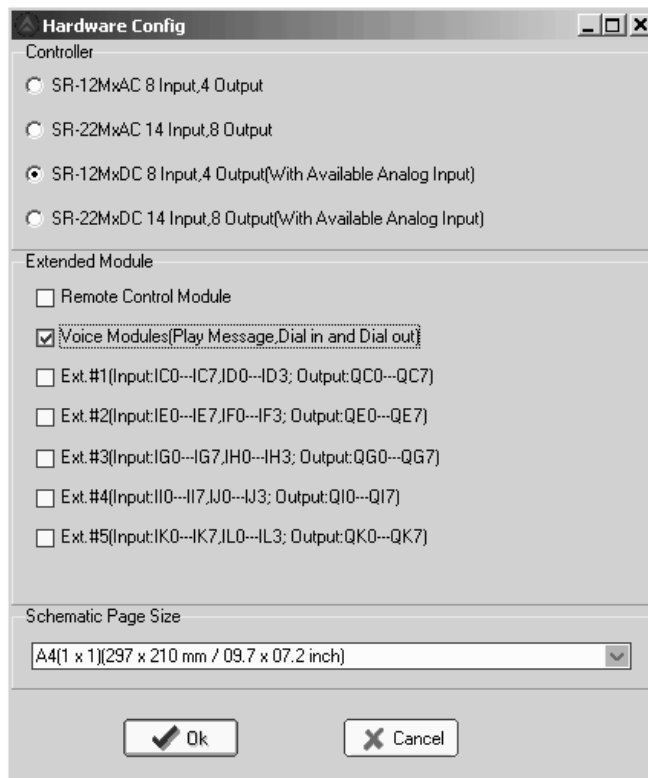 Hardware Config
Controller
SR-12MxAC 8 Input,4 Output
SR-22MxAC 14 Input,8 Output
SR-12MxDC 8 Input,4 Output(With Available Analog Input)
SR-22MxDC 14 Input,8 Output(With Available Analog Input)
Extended Module
Remote Control Module
Voice Modules(Play Message,Dial in and Dial out)
Ext.#1(Input:IC0---IC7,ID0---ID3; Output:QC0---QC7)
Ext.#2(Input:IE0---IE7,IF0---IF3; Output:QE0---QE7)
Ext.#3(Input:IG0---IG7,IH0---IH3; Output:QG0---QG7)
Ext.#4(Input:II0---II7,IJ0---IJ3; Output:QI0---QI7)
Ext.#5(Input:IK0---IK7,IL0---IL3; Output:QK0---QK7)
Schematic Page Size
A4(1 x 1)(297 x 210 mm / 09.7 x 07.2 inch)
Ok
Cancel